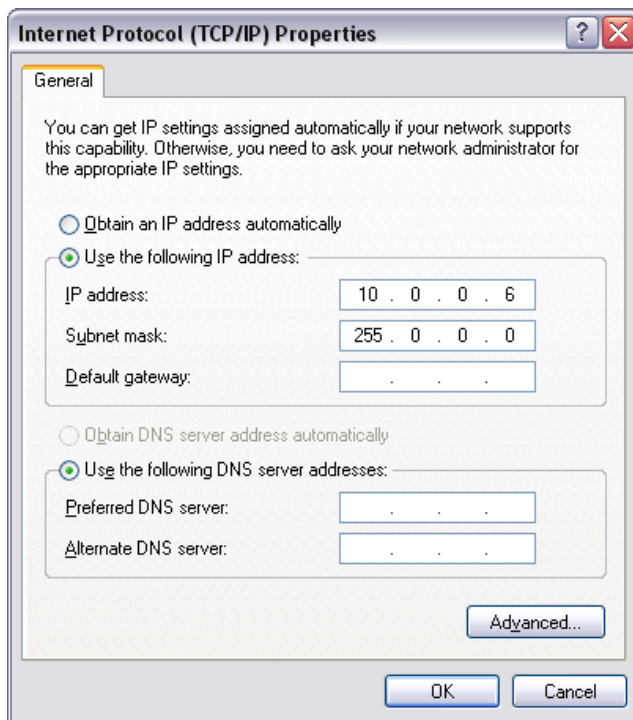 Internet Protocol (TCP/IP) Properties
General
You can get IP settings assigned automatically if your network supports
this capability. Otherwise, you need to ask your network administrator for
the appropriate IP settings.
Obtain an IP address automatically
Use the following IP address:
IP address: 10 . 0 . 0 . 6
Subnet mask: 255 . 0 . 0 . 0
Default gateway: . . .
Obtain DNS server address automatically
Use the following DNS server addresses:
Preferred DNS server: . . .
Alternate DNS server: . . .
Advanced...
OK Cancel